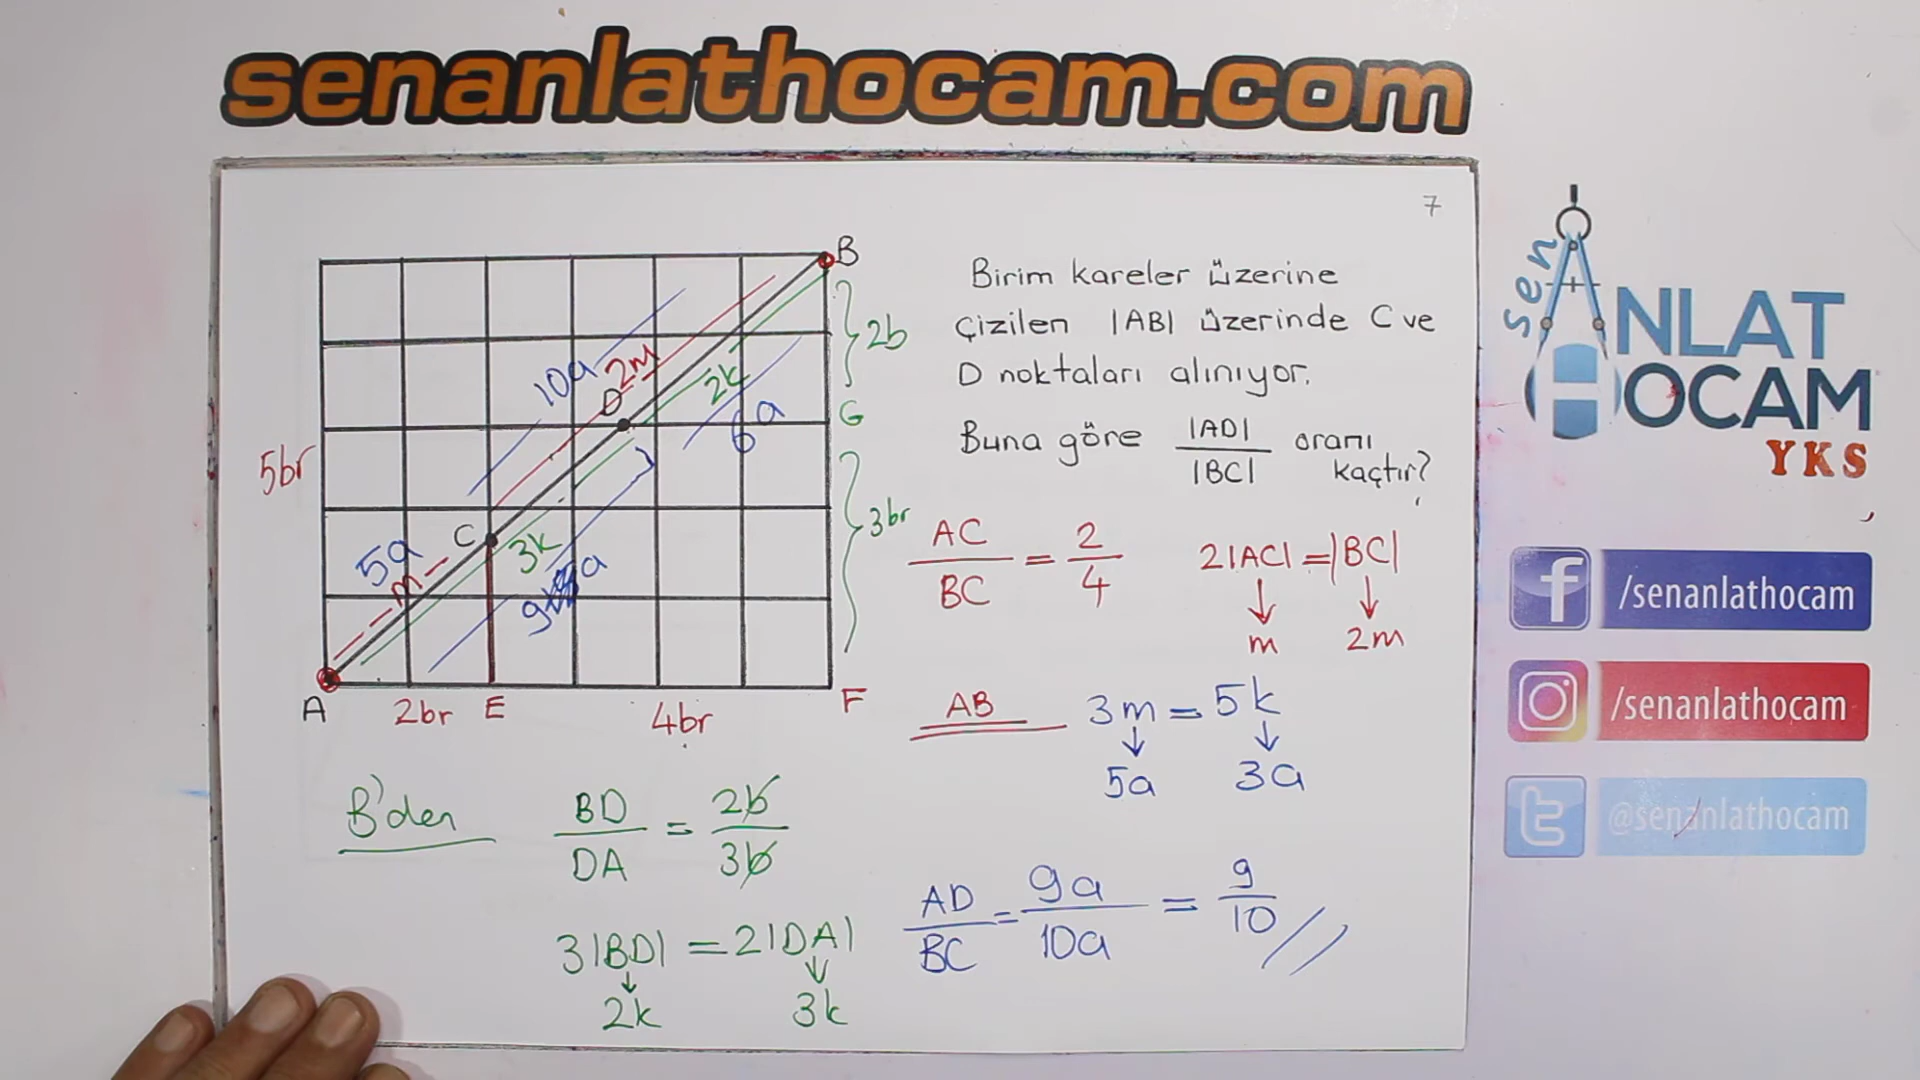 senanlathocam.com
7
Birim kareler üzerine
çizilen |AB| üzerinde C ve
D noktaları alınıyor.
Buna göre |AD| / |BC| oranı
kaçtır?
B
2b
G
3br
F
4br
E
2br
A
5br
C
D
10a
2m
2k
6a
5a
m
3k
9a
AC / BC = 2 / 4
2|AC| = |BC|
m 2m
AB 3m = 5k
5a 3a
B'den BD / DA = 2b / 3b
3|BD| = 2|DA|
2k 3k
AD / BC = 9a / 10a = 9 / 10
sen
ANLAT
HOCAM
YKS
f /senanlathocam
/senanlathocam
t @senanlathocam